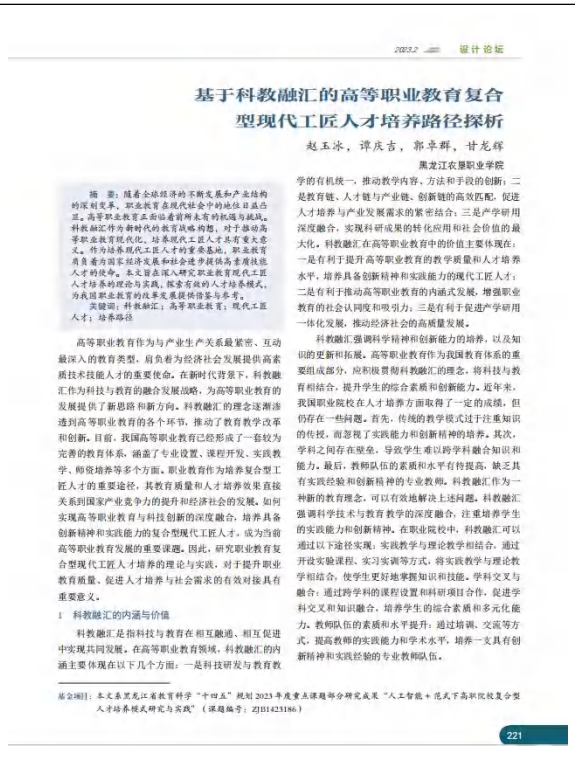 2023.2
设计论坛
基于科教融汇的高等职业教育复合
型现代工匠人才培养路径探析
赵玉冰，谭庆吉，郭卓群，甘龙辉
黑龙江农垦职业学院
摘 要：随着全球经济的不断发展和产业结构
的深刻变革，职业教育在现代社会中的地位日益凸
显。高等职业教育正面临着前所未有的机遇与挑战。
科教融汇作为新时代的教育战略构想，对于推动高
等职业教育现代化、培养现代工匠人才具有重大意
义。作为培养现代工匠人才的重要基地，职业教育
肩负着为国家经济发展和社会进步提供高素质技能
人才的使命。本文旨在深入研究职业教育现代工匠
人才培养的理论与实践，探索有效的人才培养模式，
为我国职业教育的改革发展提供借鉴与参考。
关键词：科教融汇；高等职业教育；现代工匠
人才；培养路径
高等职业教育作为与产业生产关系最紧密、互动
最深入的教育类型，肩负着为经济社会发展提供高素
质技术技能人才的重要使命。在新时代背景下，科教融
汇作为科技与教育的融合发展战略，为高等职业教育的
发展提供了新思路和新方向。科教融汇的理念逐渐渗
透到高等职业教育的各个环节，推动了教育教学改革
和创新。目前，我国高等职业教育已经形成了一套较为
完善的教育体系，涵盖了专业设置、课程开发、实践教
学、师资培养等多个方面。职业教育作为培养复合型工
匠人才的重要途径，其教育质量和人才培养效果直接
关系到国家产业竞争力的提升和经济社会的发展。如何
实现高等职业教育与科技创新的深度融合，培养具备
创新精神和实践能力的复合型现代工匠人才，成为当前
高等职业教育发展的重要课题。因此，研究职业教育复
合型现代工匠人才培养的理论与实践，对于提升职业
教育质量、促进人才培养与社会需求的有效对接具有
重要意义。
1 科教融汇的内涵与价值
科教融汇是指科技与教育在相互融通、相互促进
中实现共同发展。在高等职业教育领域，科教融汇的内
涵主要体现在以下几个方面：一是科技研发与教育教
学的有机统一，推动教学内容、方法和手段的创新；二
是教育链、人才链与产业链、创新链的高效匹配，促进
人才培养与产业发展需求的紧密结合；三是产学研用
深度融合，实现科研成果的转化应用和社会价值的最
大化。科教融汇在高等职业教育中的价值主要体现在：
一是有利于提升高等职业教育的教学质量和人才培养
水平，培养具备创新精神和实践能力的现代工匠人才；
二是有利于推动高等职业教育的内涵式发展，增强职业
教育的社会认同度和吸引力；三是有利于促进产学研用
一体化发展，推动经济社会的高质量发展。
科教融汇强调科学精神和创新能力的培养，以及知
识的更新和拓展。高等职业教育作为我国教育体系的重
要组成部分，应积极贯彻科教融汇的理念，将科技与教
育相结合，提升学生的综合素质和创新能力。近年来，
我国职业院校在人才培养方面取得了一定的成绩，但
仍存在一些问题。首先，传统的教学模式过于注重知识
的传授，而忽视了实践能力和创新精神的培养。其次，
学科之间存在壁垒，导致学生难以跨学科融合知识和
能力。最后，教师队伍的素质和水平有待提高，缺乏具
有实践经验和创新精神的专业教师。科教融汇作为一
种新的教育理念，可以有效地解决上述问题。科教融汇
强调科学技术与教育教学的深度融合，注重培养学生
的实践能力和创新精神。在职业院校中，科教融汇可以
通过以下途径实现：实践教学与理论教学相结合，通过
开设实验课程、实习实训等方式，将实践教学与理论教
学相结合，使学生更好地掌握知识和技能。学科交叉与
融合：通过跨学科的课程设置和科研项目合作，促进学
科交叉和知识融合，培养学生的综合素质和多元化能
力。教师队伍的素质和水平提升：通过培训、交流等方
式，提高教师的实践能力和学术水平，培养一支具有创
新精神和实践经验的专业教师队伍。
基金项目：本文系黑龙江省教育科学“十四五”规划2023年度重点课题部分研究成果“人工智能+范式下高职院校复合型
人才培养模式研究与实践”（课题编号：ZJB1423186）
221